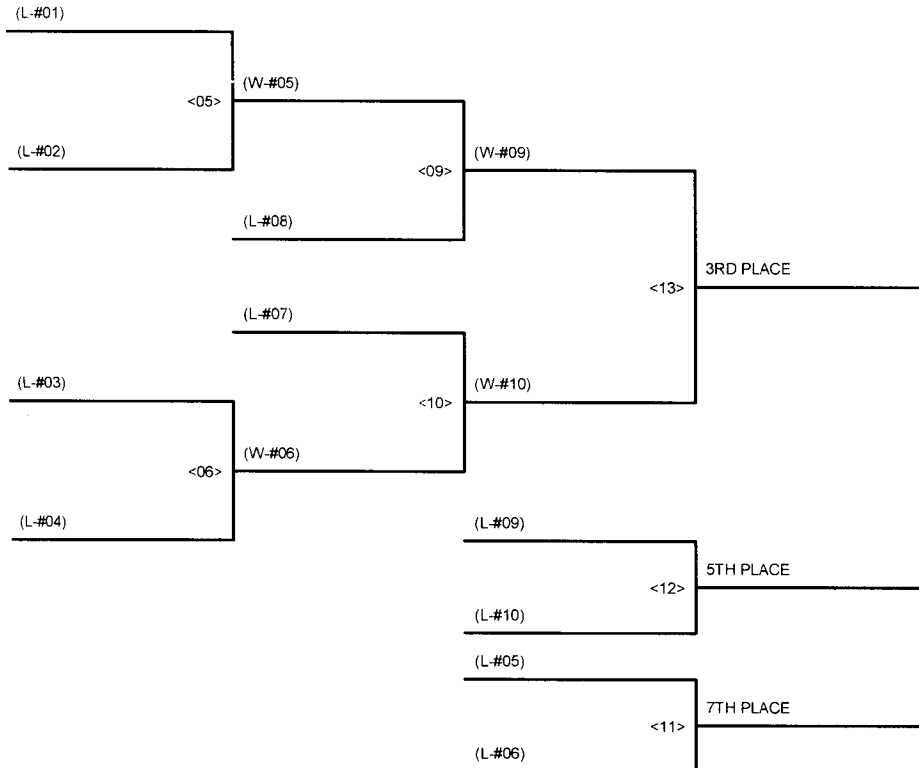 (L-#01)
(W-#05)
<05>
(L-#02)
(W-#09)
<09>
(L-#08)
3RD PLACE
<13>
(L-#07)
(L-#03)
(W-#10)
<10>
(W-#06)
<06>
(L-#04)
(L-#09)
5TH PLACE
<12>
(L-#10)
(L-#05)
7TH PLACE
<11>
(L-#06)